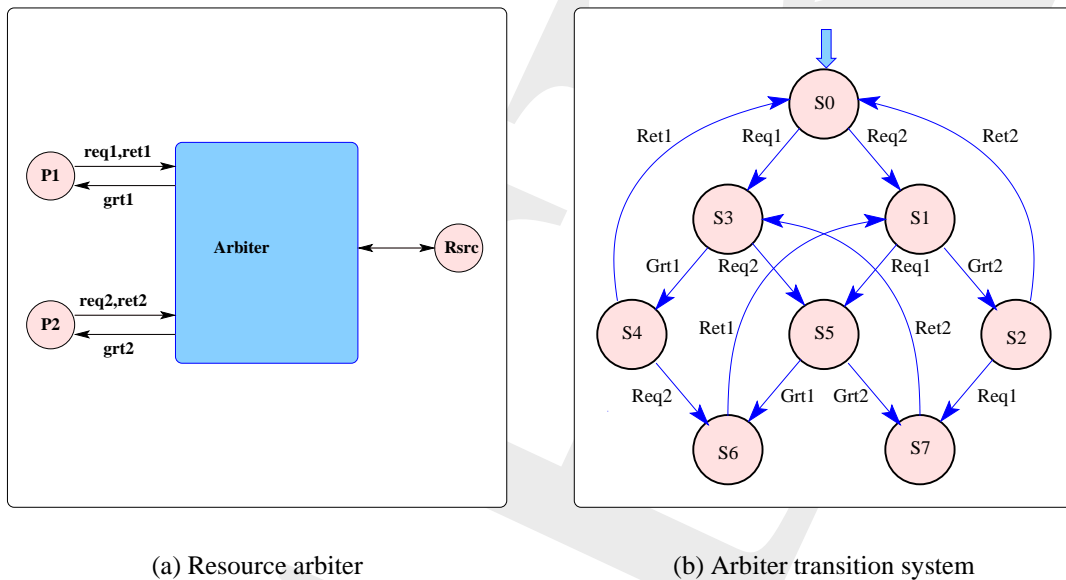 req1,ret1
P1
grt1
Arbiter
Rsrc
req2,ret2
P2
grt2
(a) Resource arbiter
S0
Ret1
Req1
Req2
Ret2
S3
S1
Grt1
Req2
Req1
Grt2
S4
Ret1
S5
Ret2
S2
Req2
Grt1
Grt2
Req1
S6
S7
(b) Arbiter transition system